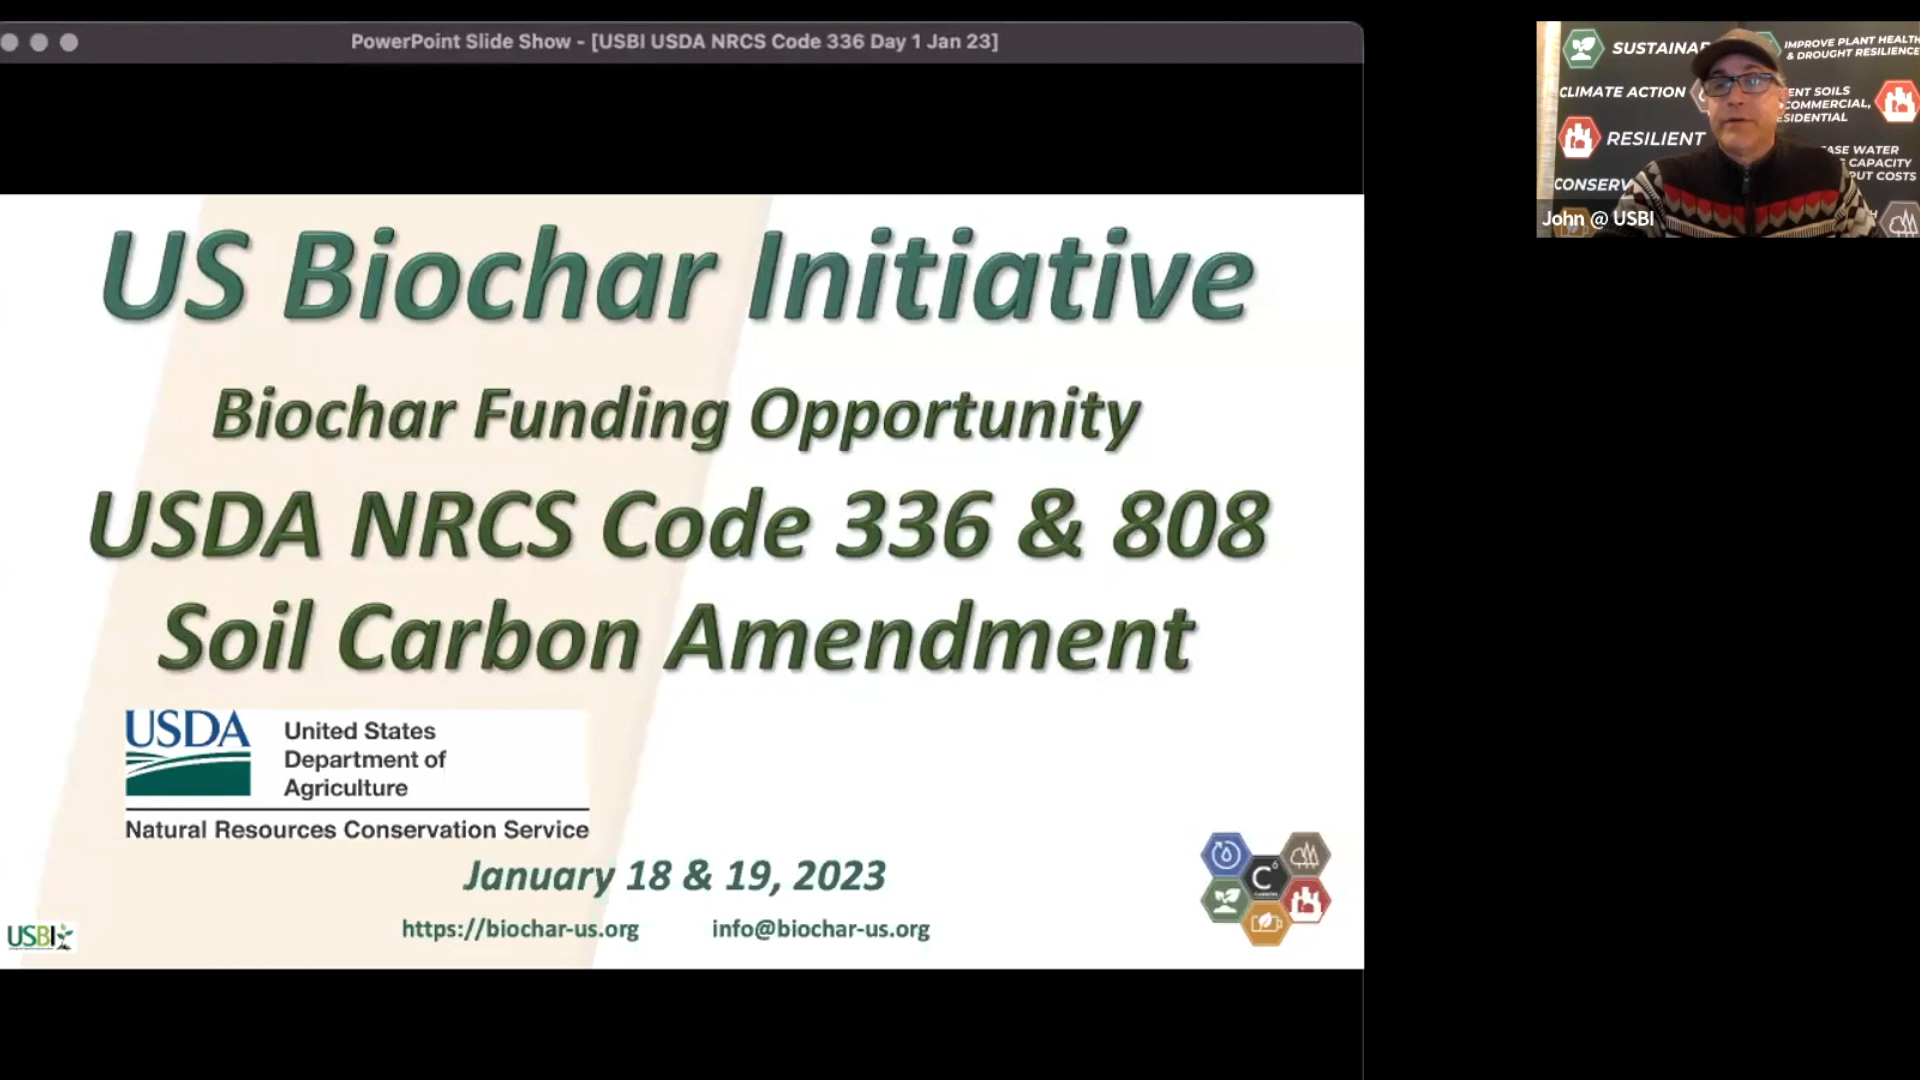 PowerPoint Slide Show - [USBI USDA NRCS Code 336 Day 1 Jan 23]
US Biochar Initiative
Biochar Funding Opportunity
USDA NRCS Code 336 & 808
Soil Carbon Amendment
USDA
United States
Department of
Agriculture
Natural Resources Conservation Service
January 18 & 19, 2023
https://biochar-us.org
info@biochar-us.org
USBI
C6
SUSTAINA
CLIMATE ACTION
RESILIENT
CONSERV
IMPROVE PLANT HEALTH
& DROUGHT RESILIENCE
ENT SOILS
COMMERCIAL,
ESIDENTIAL
EASE WATER
G CAPACITY
PUT COSTS
John @ USBI